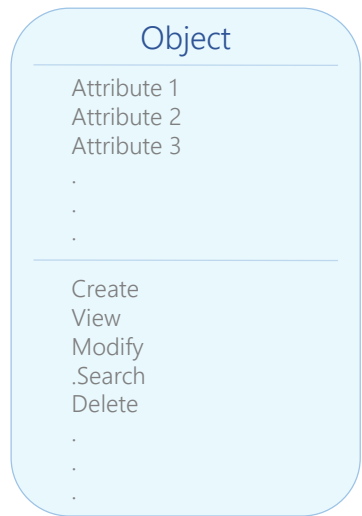 Object
Attribute 1
Attribute 2
Attribute 3
.
.
.
Create
View
Modify
.Search
Delete
.
.
.